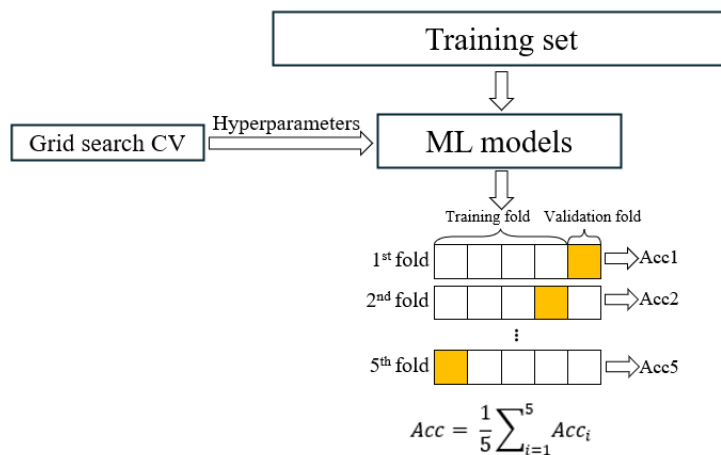 Training set
Hyperparameters
Grid search CV
ML models
Training fold Validation fold
1st fold Acc1
2nd fold Acc2
⋮
5th fold Acc5
Acc = 1/5 ∑_{i=1}^{5} Acc_i